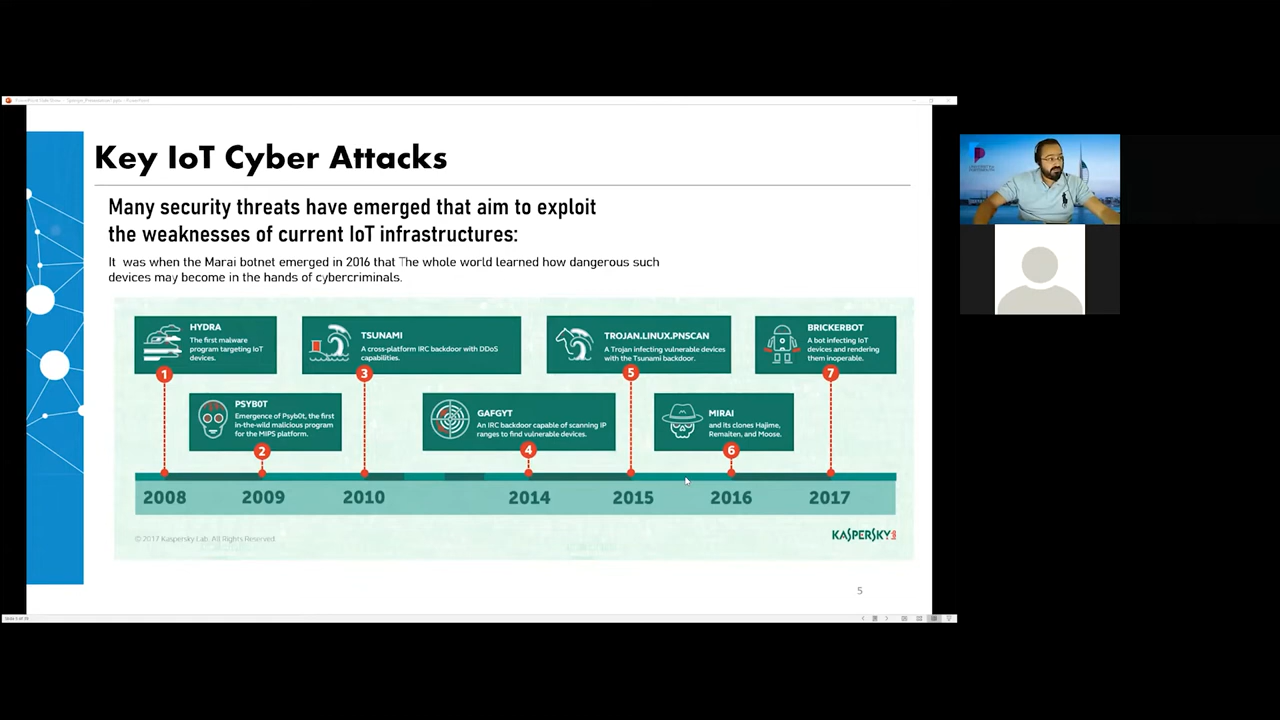 Key IoT Cyber Attacks
Many security threats have emerged that aim to exploit
the weaknesses of current IoT infrastructures:
It was when the Marai botnet emerged in 2016 that The whole world learned how dangerous such
devices may become in the hands of cybercriminals.
HYDRA
The first malware
program targeting IoT
devices.
1
TSUNAMI
A cross-platform IRC backdoor with DDoS
capabilities.
3
TROJAN.LINUX.PNSCAN
A Trojan infecting vulnerable devices
with the Tsunami backdoor.
5
BRICKERBOT
A bot infecting IoT
devices and rendering
them inoperable.
7
PSYB0T
Emergence of Psyb0t, the first
in-the-wild malicious program
for the MIPS platform.
2
GAFGYT
An IRC backdoor capable of scanning IP
ranges to find vulnerable devices.
4
MIRAI
and its clones Hajime,
Remaiten, and Moose.
6
2008 2009 2010 2014 2015 2016 2017
© 2017 Kaspersky Lab. All Rights Reserved.
KASPERSKY
5